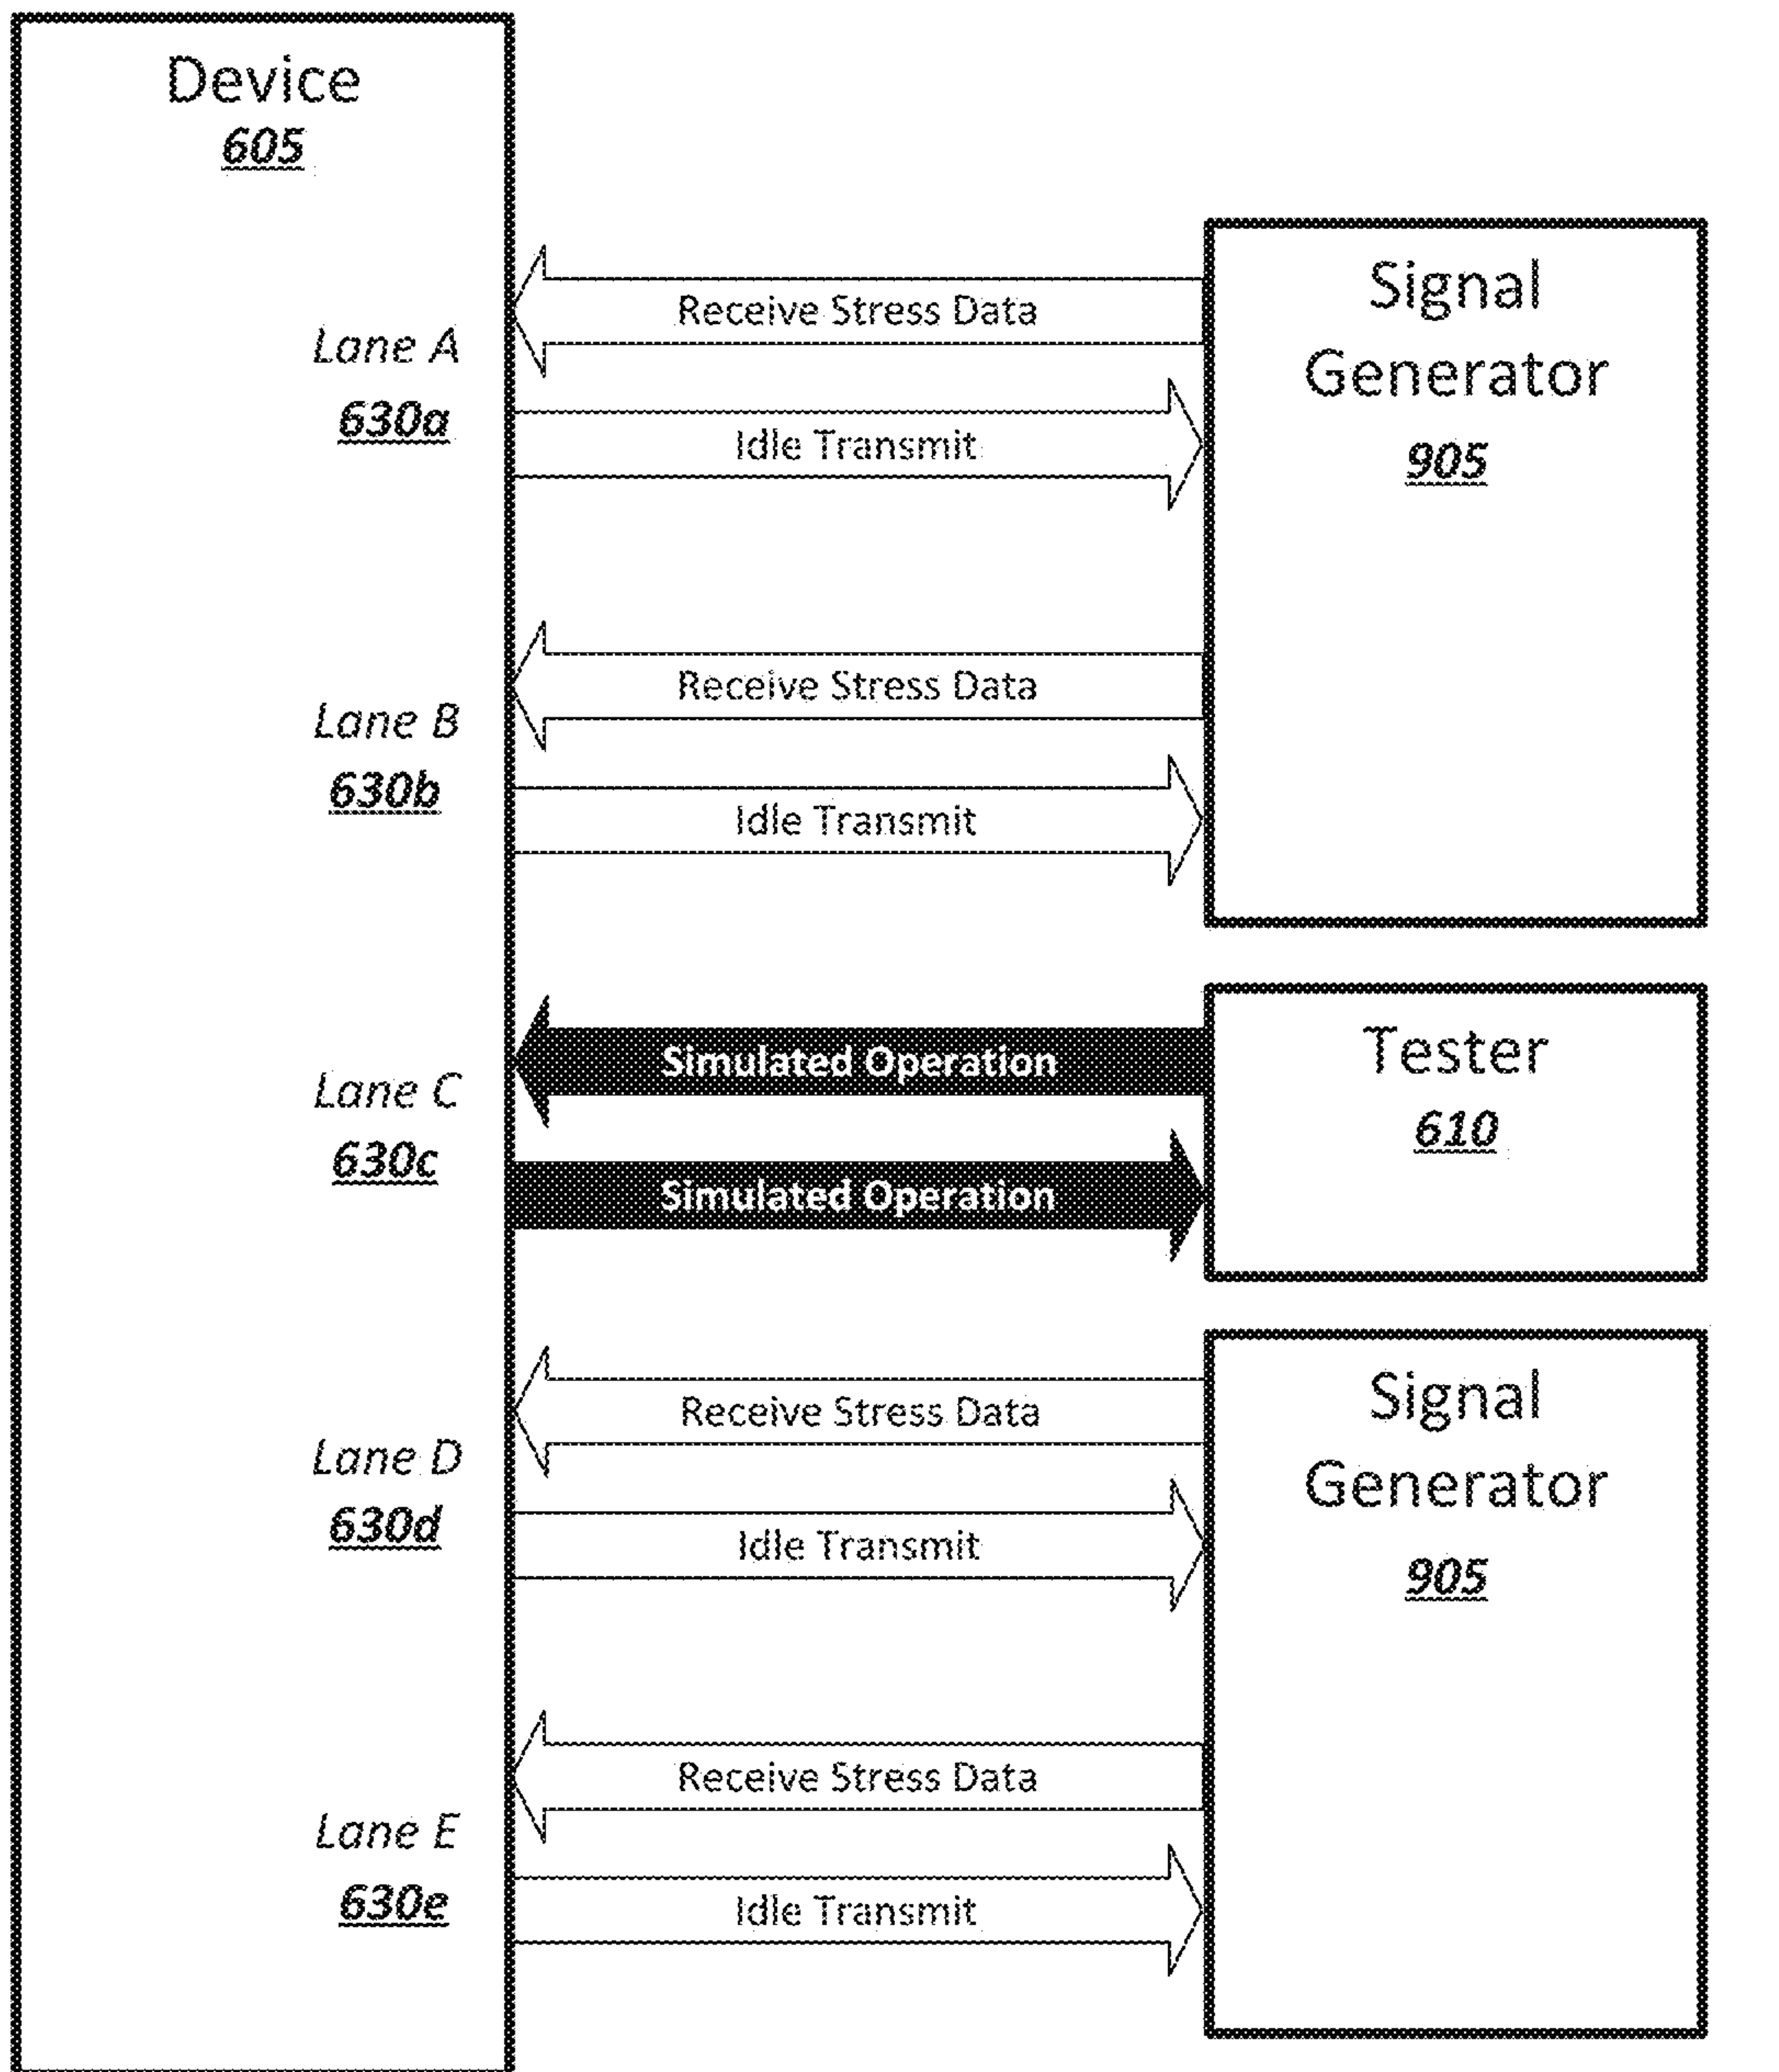 Device
605
Signal
Generator
905
Receive Stress Data
Lane A
630a
Idle Transmit
Receive Stress Data
Lane B
630b
Idle Transmit
Tester
610
Simulated Operation
Lane C
630c
Simulated Operation
Signal
Generator
905
Receive Stress Data
Lane D
630d
Idle Transmit
Receive Stress Data
Lane E
630e
Idle Transmit